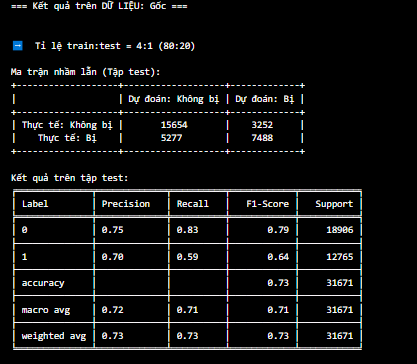 === Kết quả trên DỮ LIỆU: Gốc ===
➡ Tỉ lệ train:test = 4:1 (80:20)
Ma trận nhầm lẫn (Tập test):
| | Dự đoán: Không bị | Dự đoán: Bị |
| Thực tế: Không bị | 15654 | 3252 |
| Thực tế: Bị | 5277 | 7488 |
Kết quả trên tập test:
| Label | Precision | Recall | F1-Score | Support |
| 0 | 0.75 | 0.83 | 0.79 | 18906 |
| 1 | 0.70 | 0.59 | 0.64 | 12765 |
| accuracy | | | 0.73 | 31671 |
| macro avg | 0.72 | 0.71 | 0.71 | 31671 |
| weighted avg | 0.73 | 0.73 | 0.73 | 31671 |